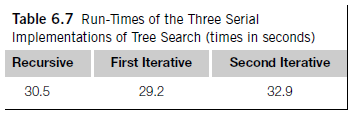 Table 6.7 Run-Times of the Three Serial
Implementations of Tree Search (times in seconds)
Recursive First Iterative Second Iterative
30.5 29.2 32.9